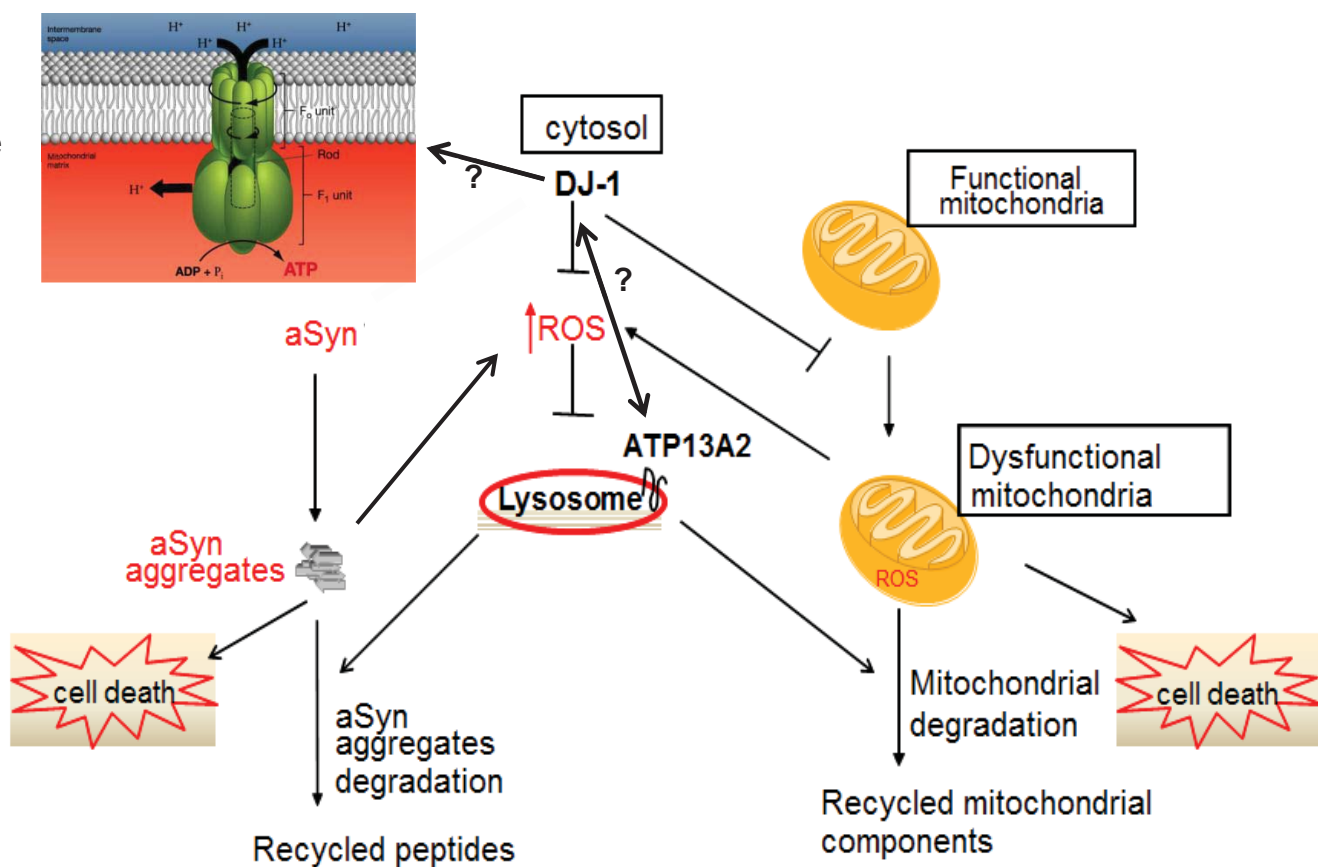 Intermembrane
space
H⁺ H⁺ H⁺
H⁺ H⁺
F₀ unit
Mitochondrial
matrix
Rod
H⁺
F₁ unit
ADP + Pᵢ
ATP
e
cytosol
DJ-1
?
?
Functional
mitochondria
aSyn
ROS
ATP13A2
Lysosome
Dysfunctional
mitochondria
ROS
aSyn
aggregates
cell death
aSyn
aggregates
degradation
Recycled peptides
Mitochondrial
degradation
cell death
Recycled mitochondrial
components